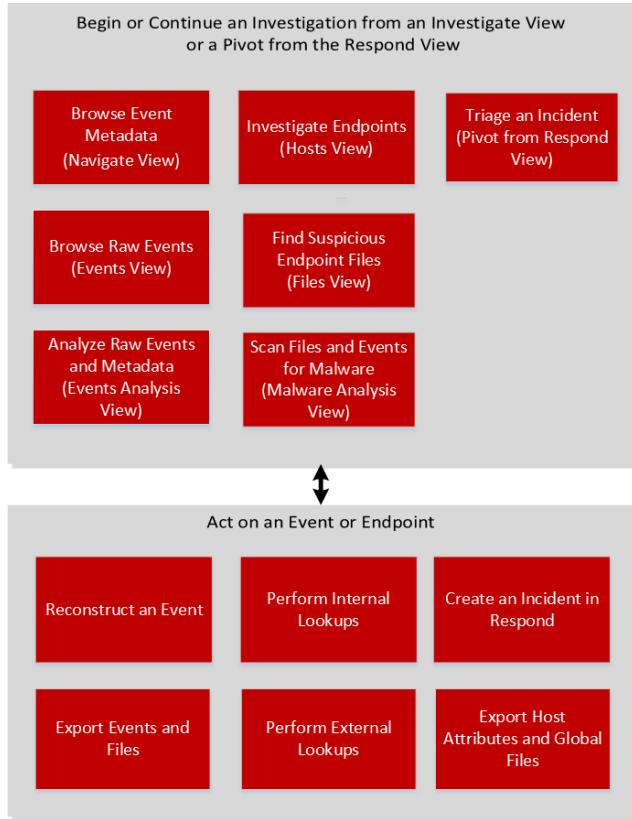 Begin or Continue an Investigation from an Investigate View
or a Pivot from the Respond View
Browse Event
Metadata
(Navigate View)
Investigate Endpoints
(Hosts View)
Triage an Incident
(Pivot from Respond
View)
Browse Raw Events
(Events View)
Find Suspicious
Endpoint Files
(Files View)
Analyze Raw Events
and Metadata
(Events Analysis
View)
Scan Files and Events
for Malware
(Malware Analysis
View)
Act on an Event or Endpoint
Reconstruct an Event
Perform Internal
Lookups
Create an Incident in
Respond
Export Events and
Files
Perform External
Lookups
Export Host
Attributes and Global
Files